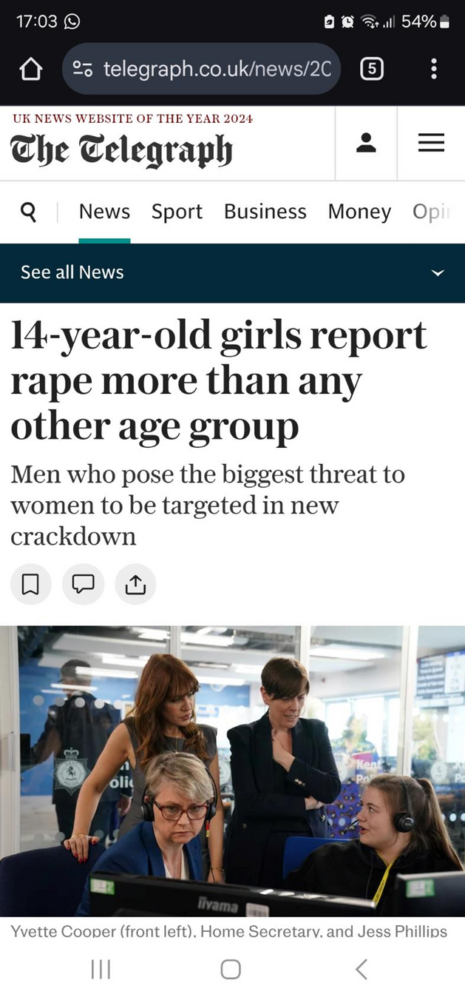 17:03
54%
telegraph.co.uk/news/20
5
UK NEWS WEBSITE OF THE YEAR 2024
The Telegraph
News Sport Business Money Opi
See all News
14-year-old girls report
rape more than any
other age group
Men who pose the biggest threat to
women to be targeted in new
crackdown
Kent
iiyama
Yvette Cooper (front left), Home Secretary, and Jess Phillips